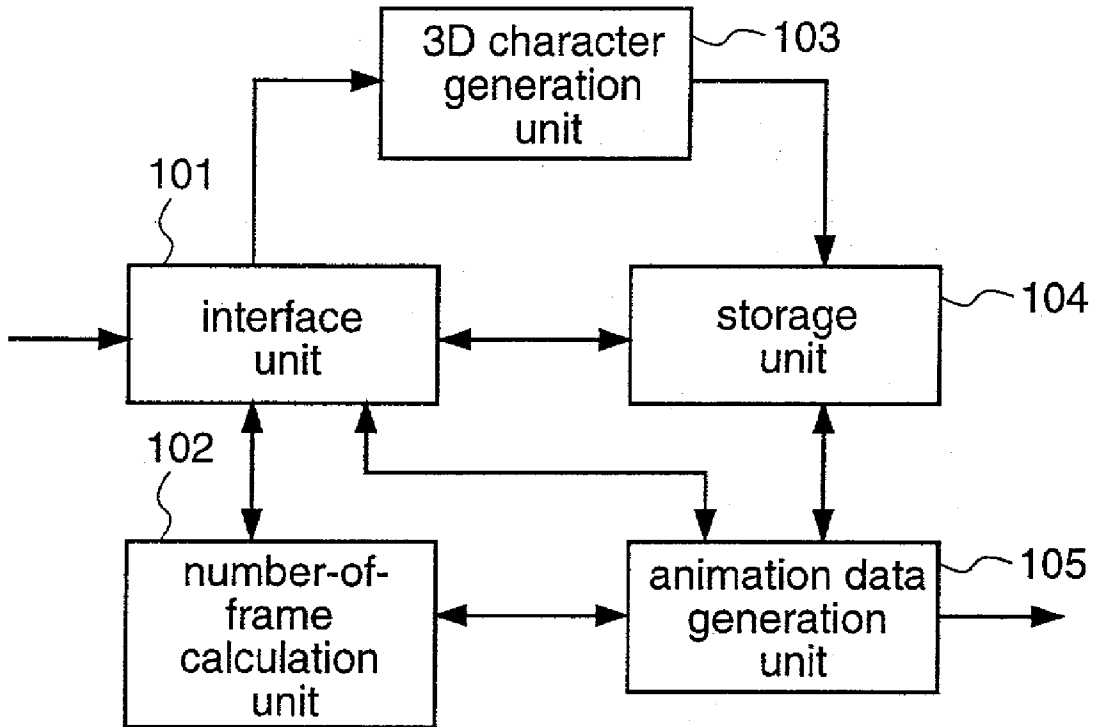 3D character
generation
unit
103
101
interface
unit
storage
unit
104
102
number-of-
frame
calculation
unit
animation data
generation
unit
105